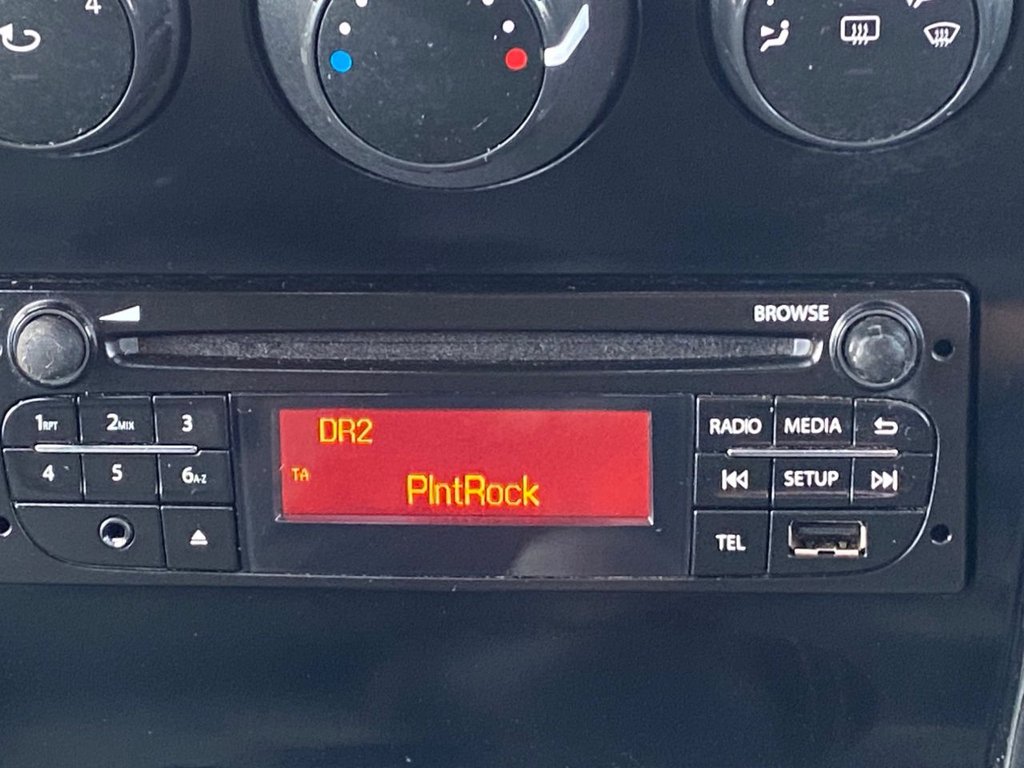 4
BROWSE
1RPT 2MIX 3
4 5 6A-Z
DR2
TA
PlntRock
RADIO MEDIA
SETUP
TEL